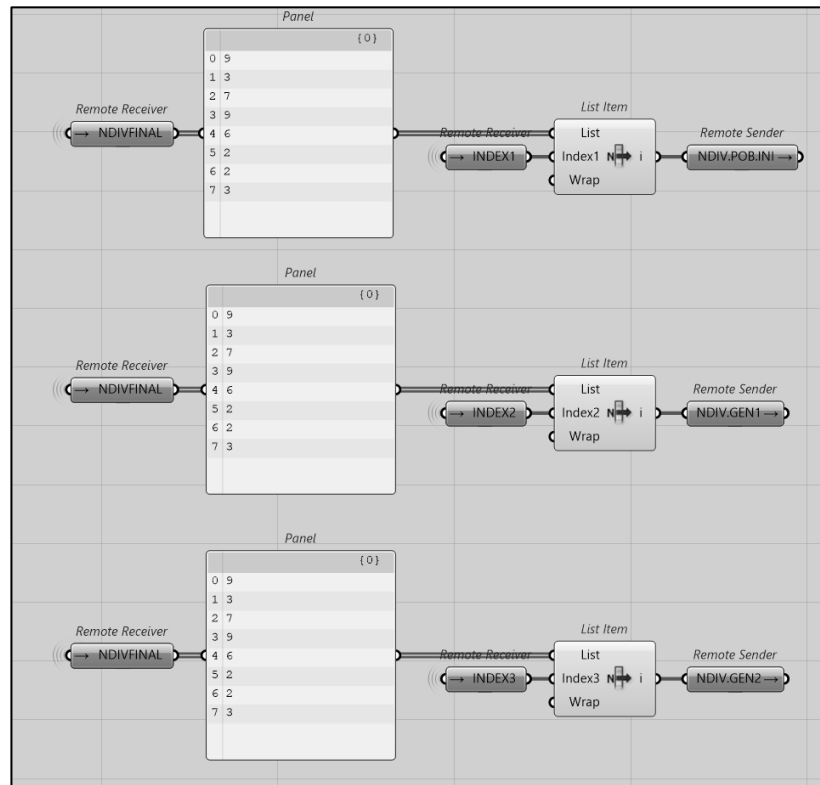 Panel
{0}
0 9
1 3
2 7
3 9
4 6
5 2
6 2
7 3
Remote Receiver
→ NDIVFINAL
Remote Receiver
→ INDEX1
List Item
List
Index1 N i
Wrap
Remote Sender
NDIV.POB.INI →
Panel
{0}
0 9
1 3
2 7
3 9
4 6
5 2
6 2
7 3
Remote Receiver
→ NDIVFINAL
Remote Receiver
→ INDEX2
List Item
List
Index2 N i
Wrap
Remote Sender
NDIV.GEN1 →
Panel
{0}
0 9
1 3
2 7
3 9
4 6
5 2
6 2
7 3
Remote Receiver
→ NDIVFINAL
Remote Receiver
→ INDEX3
List Item
List
Index3 N i
Wrap
Remote Sender
NDIV.GEN2 →